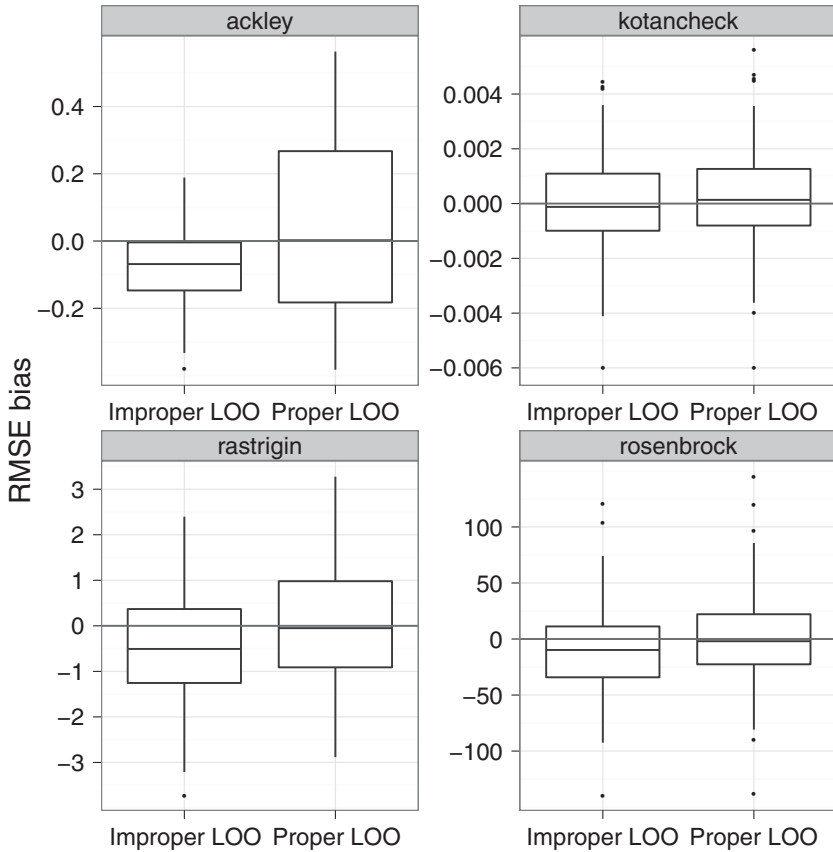 ackley
kotancheck
0.4
0.2
0.0
−0.2
0.004
0.002
0.000
−0.002
−0.004
−0.006
Improper LOO Proper LOO
Improper LOO Proper LOO
RMSE bias
rastrigin
rosenbrock
3
2
1
0
−1
−2
−3
100
50
0
−50
−100
Improper LOO Proper LOO
Improper LOO Proper LOO